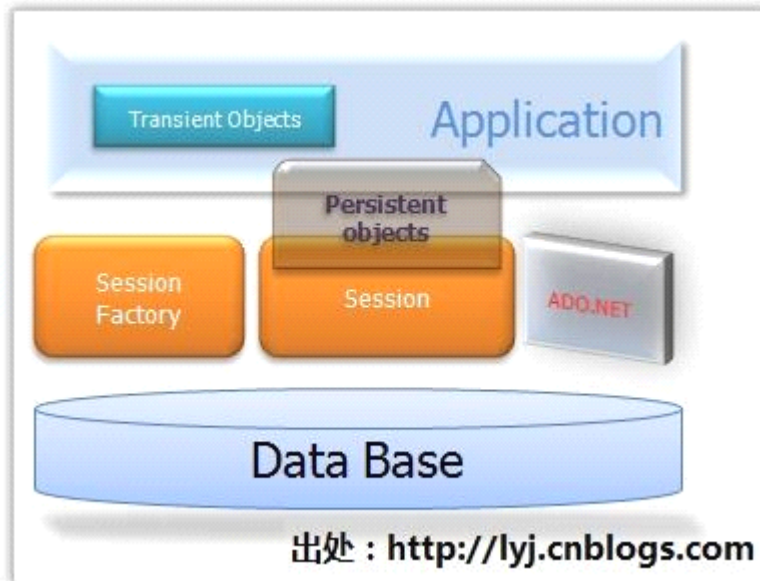 Transient Objects
Application
Persistent
objects
Session
Factory
Session
ADO.NET
Data Base
出处：http://lyj.cnblogs.com